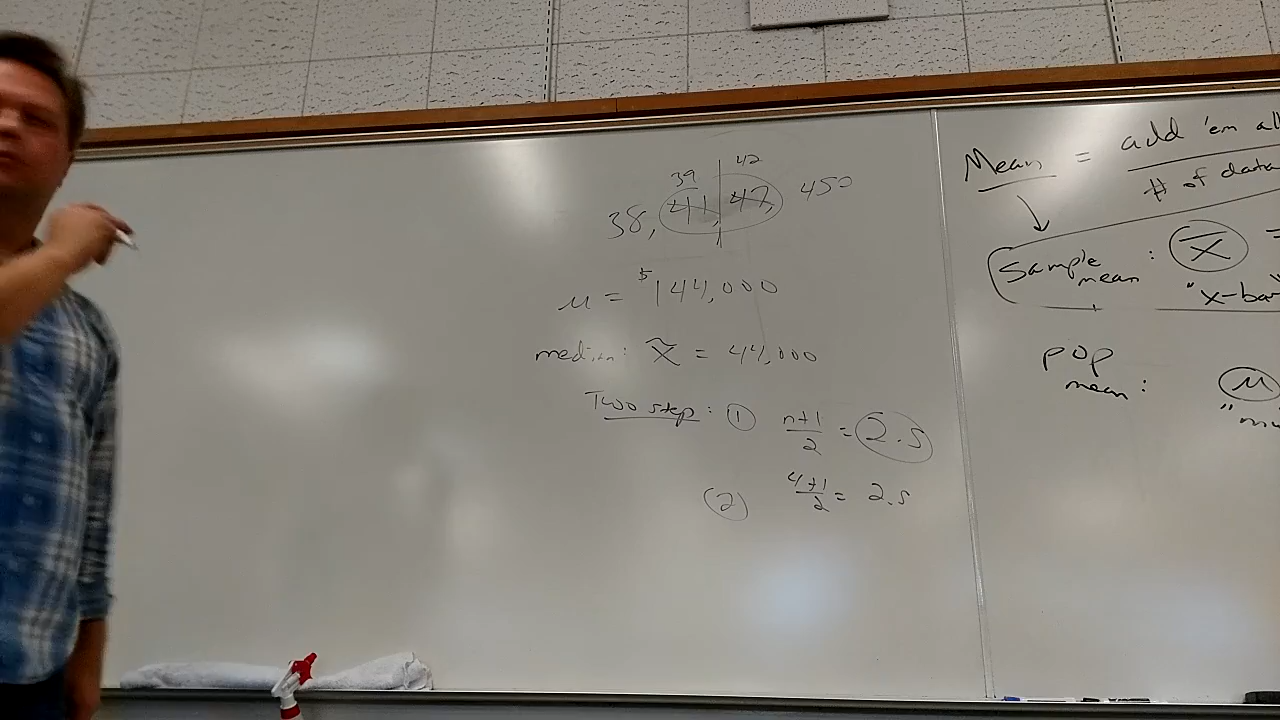 39 42
38, 41, 47, 450
μ = $144,000
median: x̃ = 44,000
Two step: ① n+1/2 = 2.5
② 4+1/2 = 2.5
Mean = add 'em all / # of data
Sample mean : x̄ =
"x-bar"
pop mean : μ